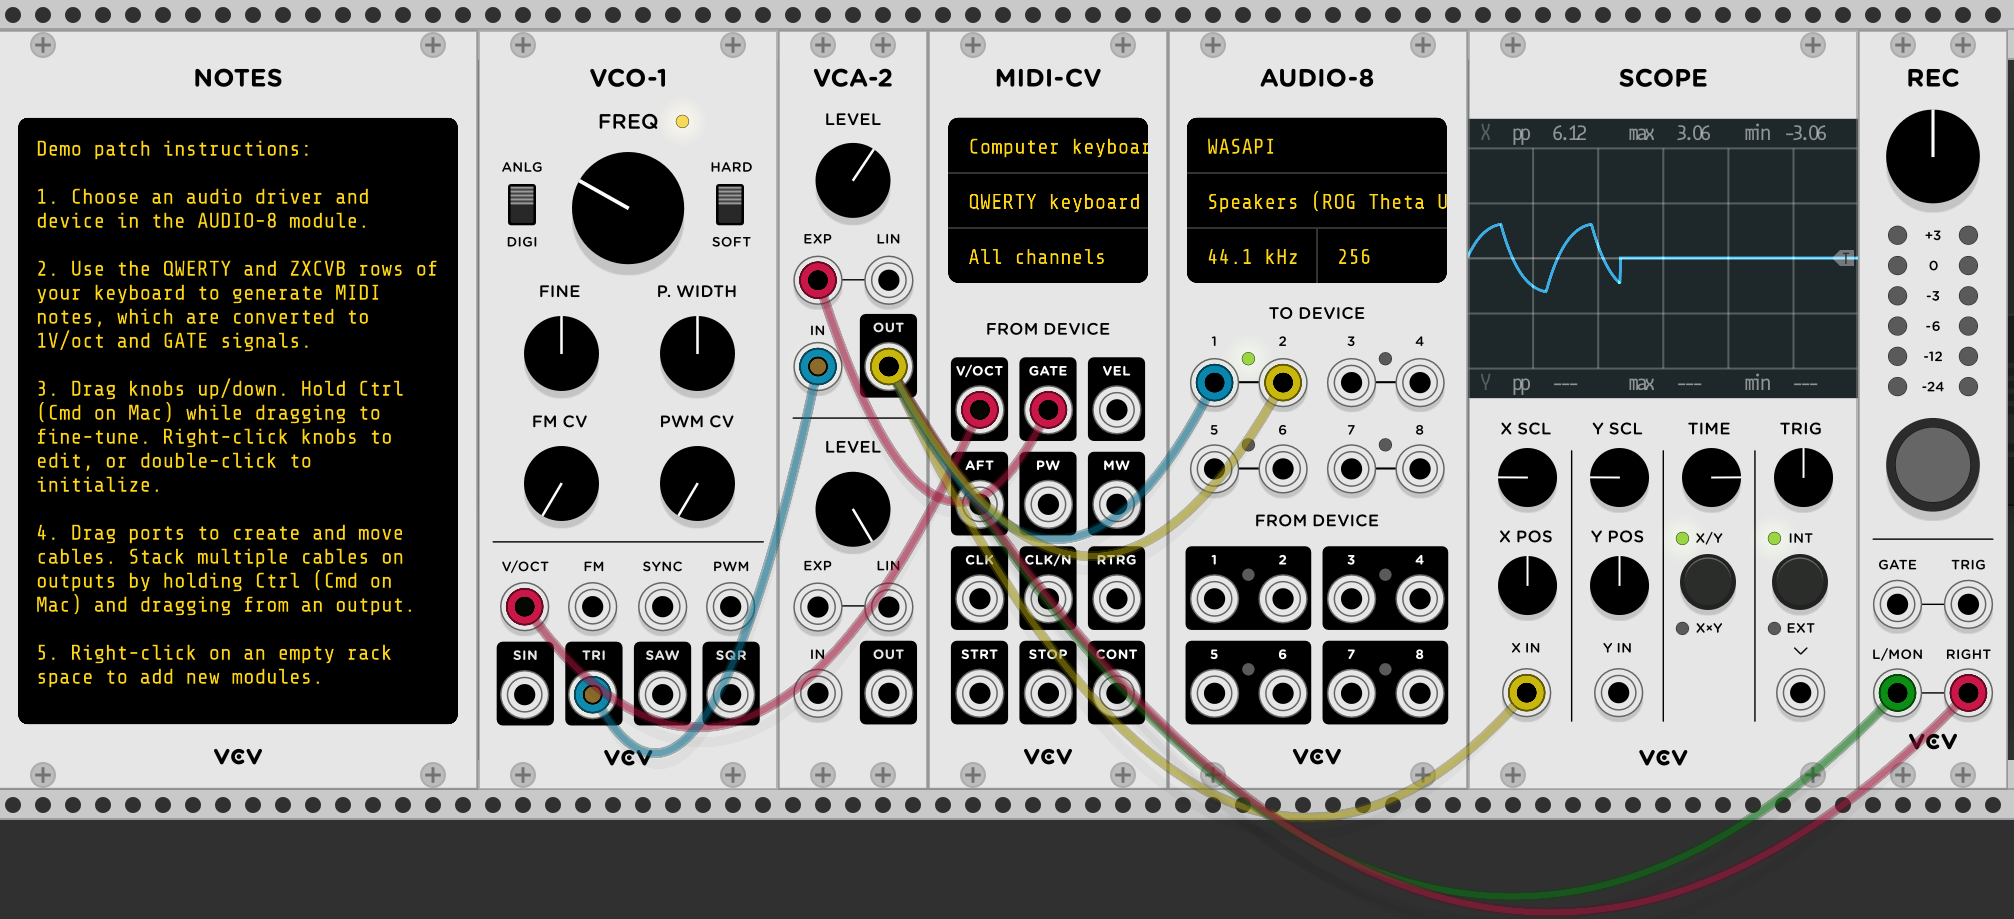 NOTES
Demo patch instructions:
1. Choose an audio driver and
device in the AUDIO-8 module.
2. Use the QWERTY and ZXCVB rows of
your keyboard to generate MIDI
notes, which are converted to
1V/oct and GATE signals.
3. Drag knobs up/down. Hold Ctrl
(Cmd on Mac) while dragging to
fine-tune. Right-click knobs to
edit, or double-click to
initialize.
4. Drag ports to create and move
cables. Stack multiple cables on
outputs by holding Ctrl (Cmd on
Mac) and dragging from an output.
5. Right-click on an empty rack
space to add new modules.
VCV
VCO-1
FREQ
ANLG HARD
DIGI SOFT
FINE P. WIDTH
FM CV PWM CV
V/OCT FM SYNC PWM
SIN TRI SAW SQR
VCV
VCA-2
LEVEL
EXP LIN
IN OUT
LEVEL
EXP LIN
IN OUT
MIDI-CV
Computer keyboar
QWERTY keyboard
All channels
FROM DEVICE
V/OCT GATE VEL
AFT PW MW
CLK CLK/N RTRG
STRT STOP CONT
VCV
AUDIO-8
WASAPI
Speakers (ROG Theta U
44.1 kHz 256
TO DEVICE
1 2 3 4
5 6 7 8
FROM DEVICE
1 2 3 4
5 6 7 8
VCV
SCOPE
X pp 6.12 max 3.06 min -3.06
T
Y pp --- max --- min ---
X SCL Y SCL TIME TRIG
X POS Y POS X/Y INT
X×Y EXT
X IN Y IN
VCV
REC
+3
0
-3
-6
-12
-24
GATE TRIG
L/MON RIGHT
VCV